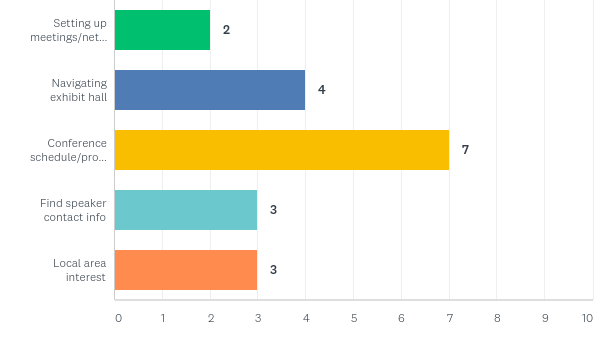 Setting up
meetings/net...
2
Navigating
exhibit hall
4
Conference
schedule/pro...
7
Find speaker
contact info
3
Local area
interest
3
0 1 2 3 4 5 6 7 8 9 10